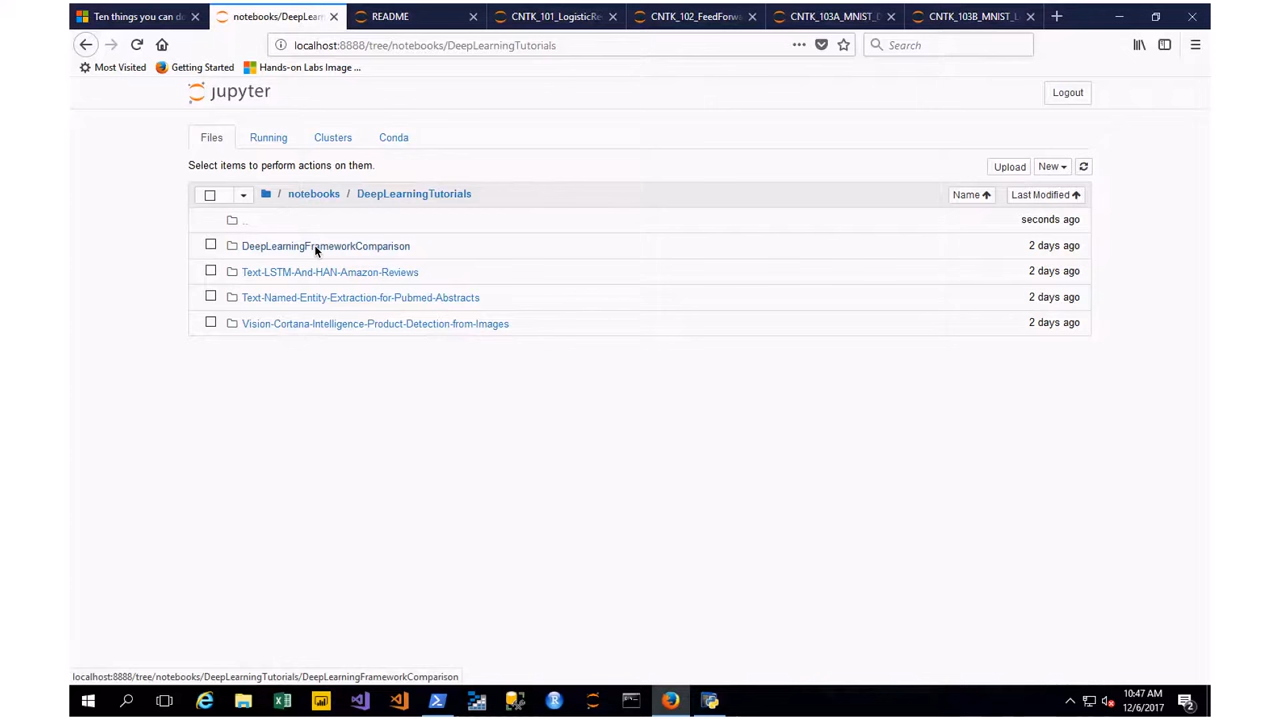 Ten things you can d
notebooks/DeepLearn
README
CNTK_101_LogisticRe
CNTK_102_FeedForw
CNTK_103A_MNIST_D
CNTK_103B_MNIST_L
localhost:8888/tree/notebooks/DeepLearningTutorials
Search
Most Visited
Getting Started
Hands-on Labs Image ...
jupyter
Logout
Files
Running
Clusters
Conda
Select items to perform actions on them.
Upload
New
/ notebooks / DeepLearningTutorials
Name
Last Modified
..
seconds ago
DeepLearningFrameworkComparison
2 days ago
Text-LSTM-And-HAN-Amazon-Reviews
2 days ago
Text-Named-Entity-Extraction-for-Pubmed-Abstracts
2 days ago
Vision-Cortana-Intelligence-Product-Detection-from-Images
2 days ago
localhost:8888/tree/notebooks/DeepLearningTutorials/DeepLearningFrameworkComparison
10:47 AM
12/6/2017
2